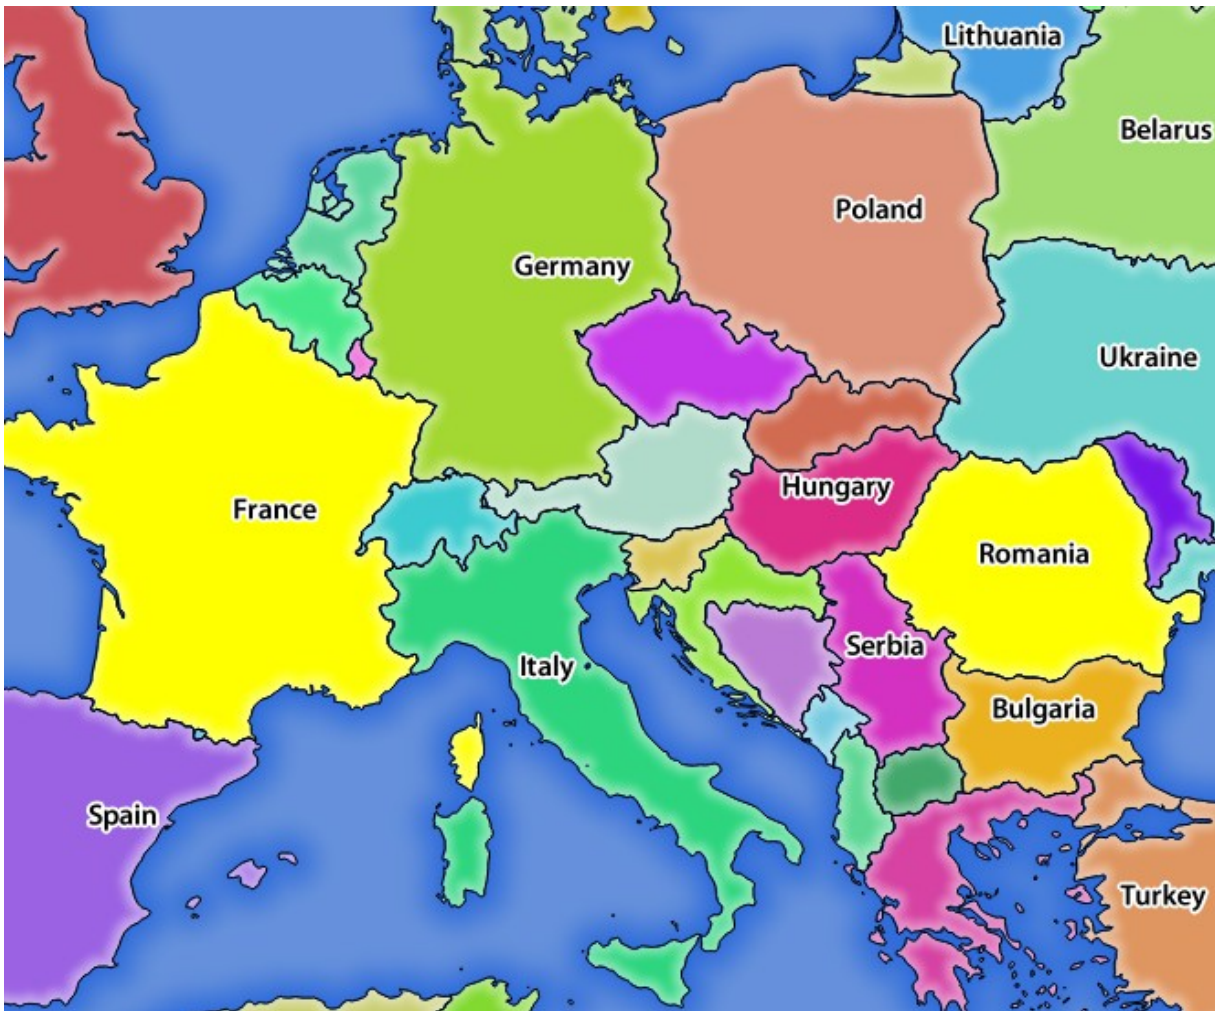 Lithuania
Belarus
Poland
Germany
Ukraine
Hungary
France
Romania
Serbia
Italy
Bulgaria
Spain
Turkey